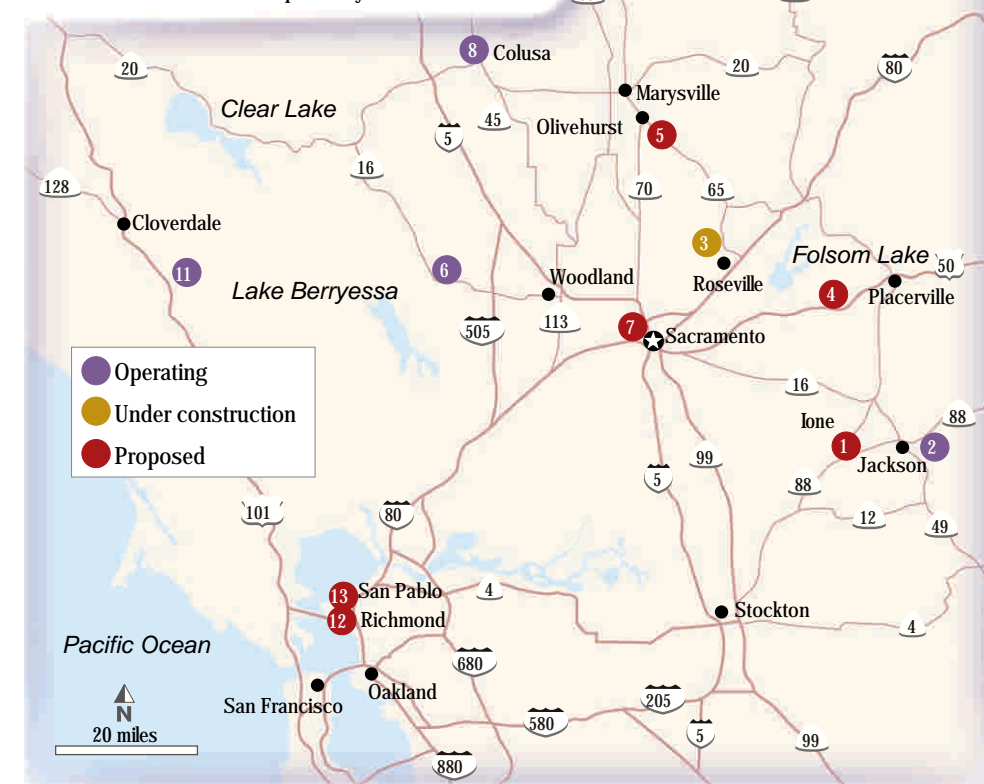 8 Colusa
20
20
80
Clear Lake
Marysville
45
Olivehurst
5
5
16
128
70
65
Cloverdale
3
Folsom Lake
50
11
6
Woodland
Roseville
4
Placerville
Lake Berryessa
505
113
7
Sacramento
Operating
Under construction
Proposed
16
Ione
88
1
2
Jackson
99
5
88
101
80
12
49
13 San Pablo
4
12 Richmond
Stockton
4
Pacific Ocean
680
Oakland
San Francisco
205
N
580
20 miles
5
99
880